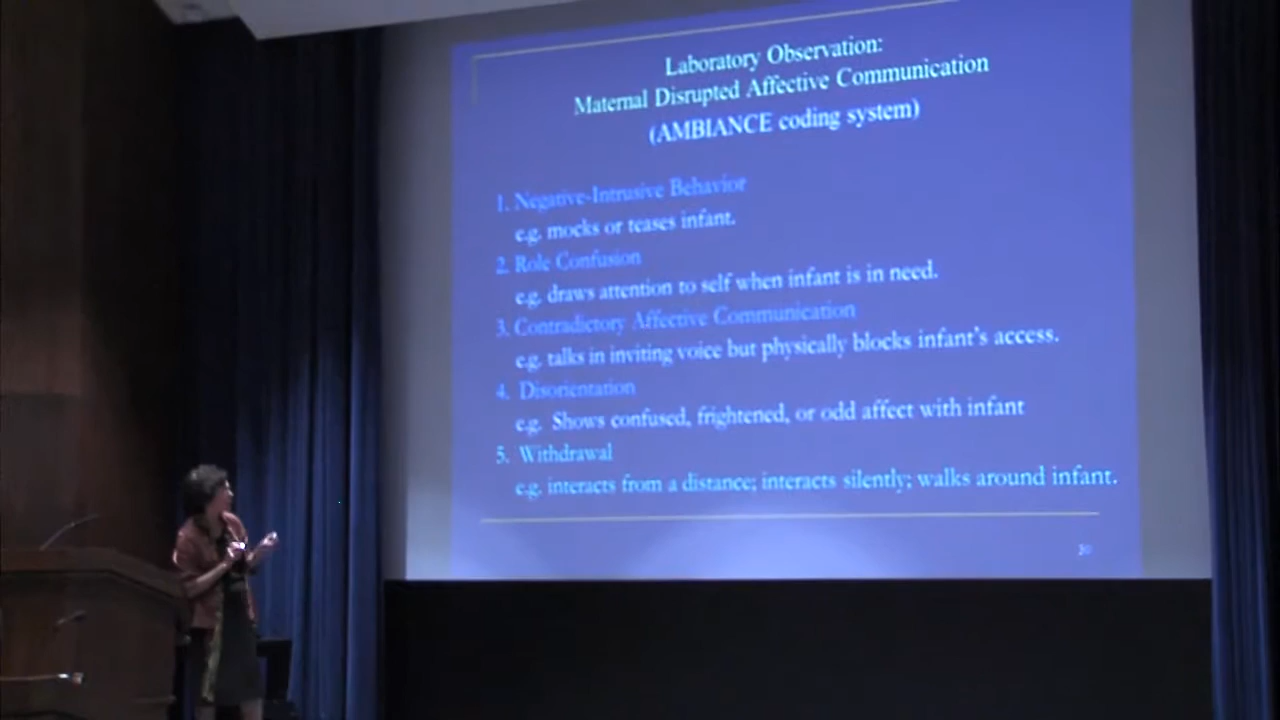 Laboratory Observation:
Maternal Disrupted Affective Communication
(AMBIANCE coding system)
1. Negative-Intrusive Behavior
e.g. mocks or teases infant.
2. Role Confusion
e.g. draws attention to self when infant is in need.
3. Contradictory Affective Communication
e.g. talks in inviting voice but physically blocks infant's access.
4. Disorientation
e.g. Shows confused, frightened, or odd affect with infant
5. Withdrawal
e.g. interacts from a distance; interacts silently; walks around infant.